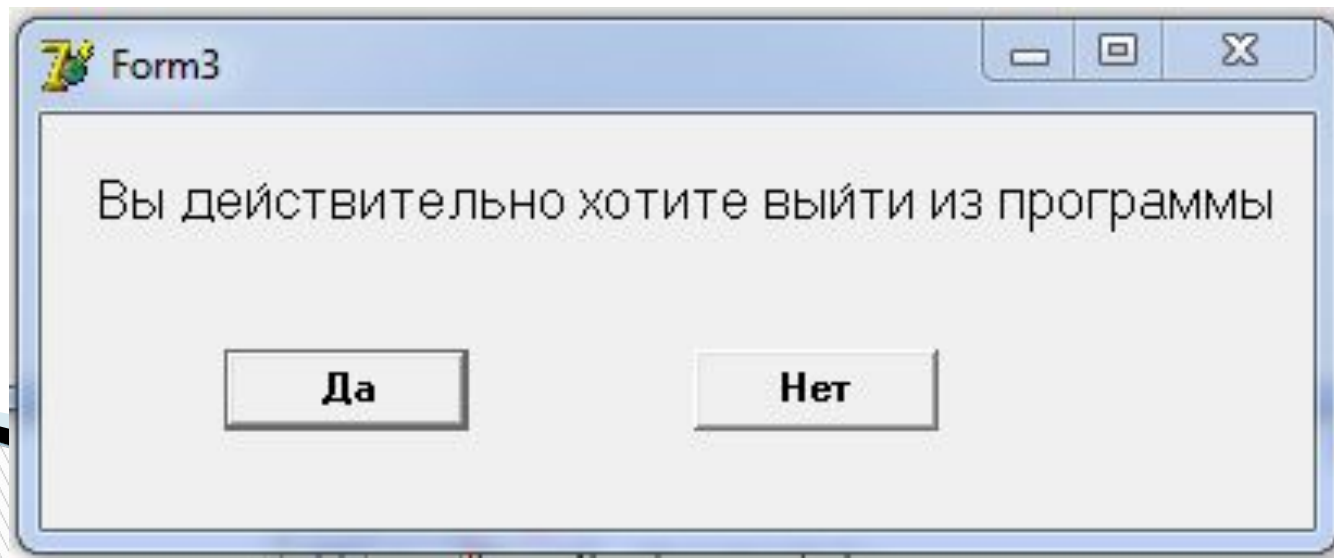 Form3
Вы действительно хотите выйти из программы
Да
Нет